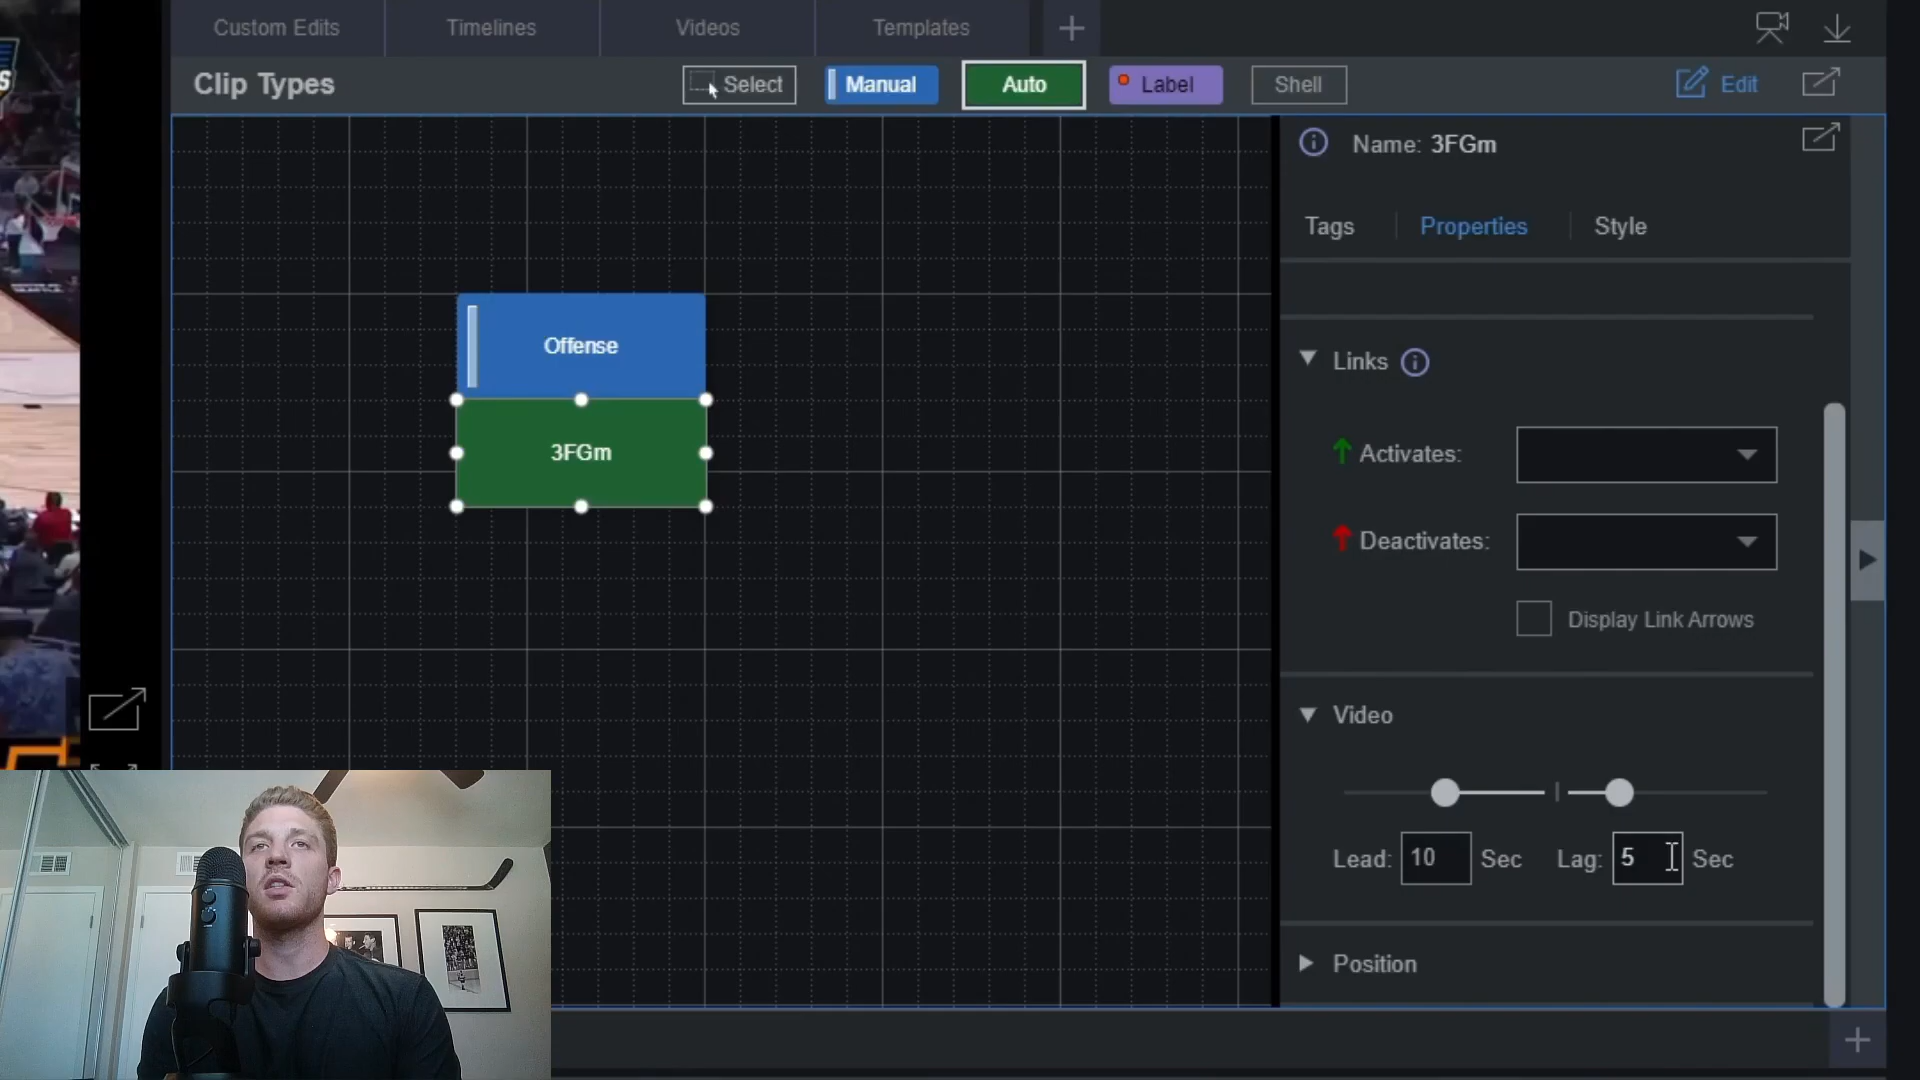 Custom Edits
Timelines
Videos
Templates
Clip Types
Select
Manual
Auto
Label
Shell
Edit
Name: 3FGm
Tags
Properties
Style
Offense
3FGm
Links
Activates:
Deactivates:
Display Link Arrows
Video
Lead: 10 Sec Lag: 5 Sec
Position